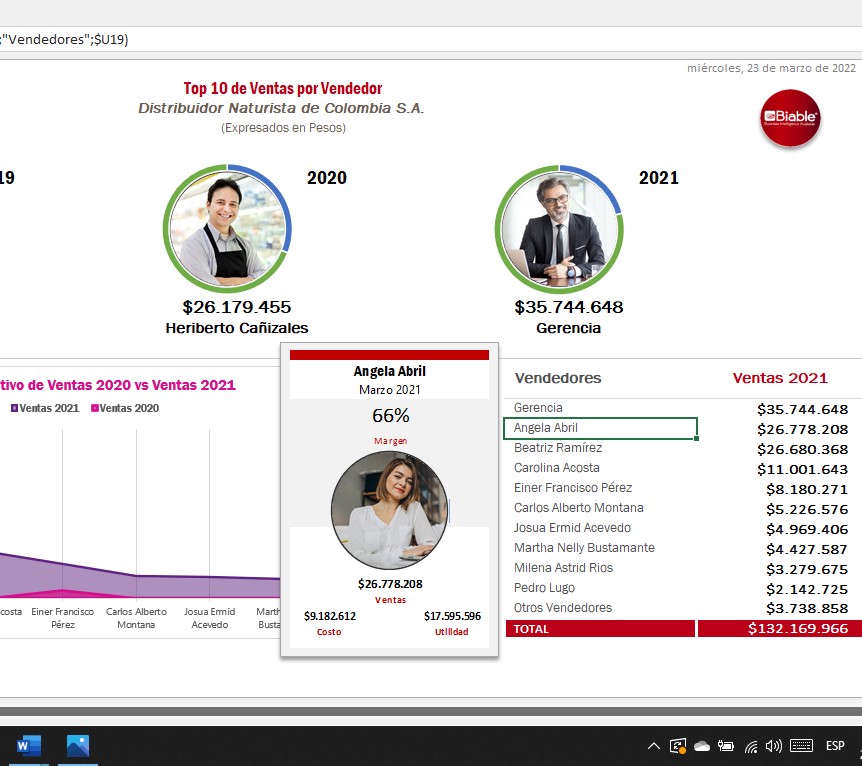 ;"Vendedores";$U19)
miércoles, 23 de marzo de 2022
Top 10 de Ventas por Vendedor
Distribuidor Naturista de Colombia S.A.
(Expresados en Pesos)
Biable
Business Intelligence Available
19
2020
2021
$26.179.455
Heriberto Cañizales
$35.744.648
Gerencia
tivo de Ventas 2020 vs Ventas 2021
Ventas 2021 Ventas 2020
costa
Einer Francisco
Pérez
Carlos Alberto
Montana
Josua Ermid
Acevedo
Marth
Busta
Angela Abril
Marzo 2021
66%
Margen
$26.778.208
Ventas
$9.182.612 $17.595.596
Costo Utilidad
Vendedores Ventas 2021
Gerencia $35.744.648
Angela Abril $26.778.208
Beatriz Ramírez $26.680.368
Carolina Acosta $11.001.643
Einer Francisco Pérez $8.180.271
Carlos Alberto Montana $5.226.576
Josua Ermid Acevedo $4.969.406
Martha Nelly Bustamante $4.427.587
Milena Astrid Rios $3.279.675
Pedro Lugo $2.142.725
Otros Vendedores $3.738.858
TOTAL $132.169.966
ESP